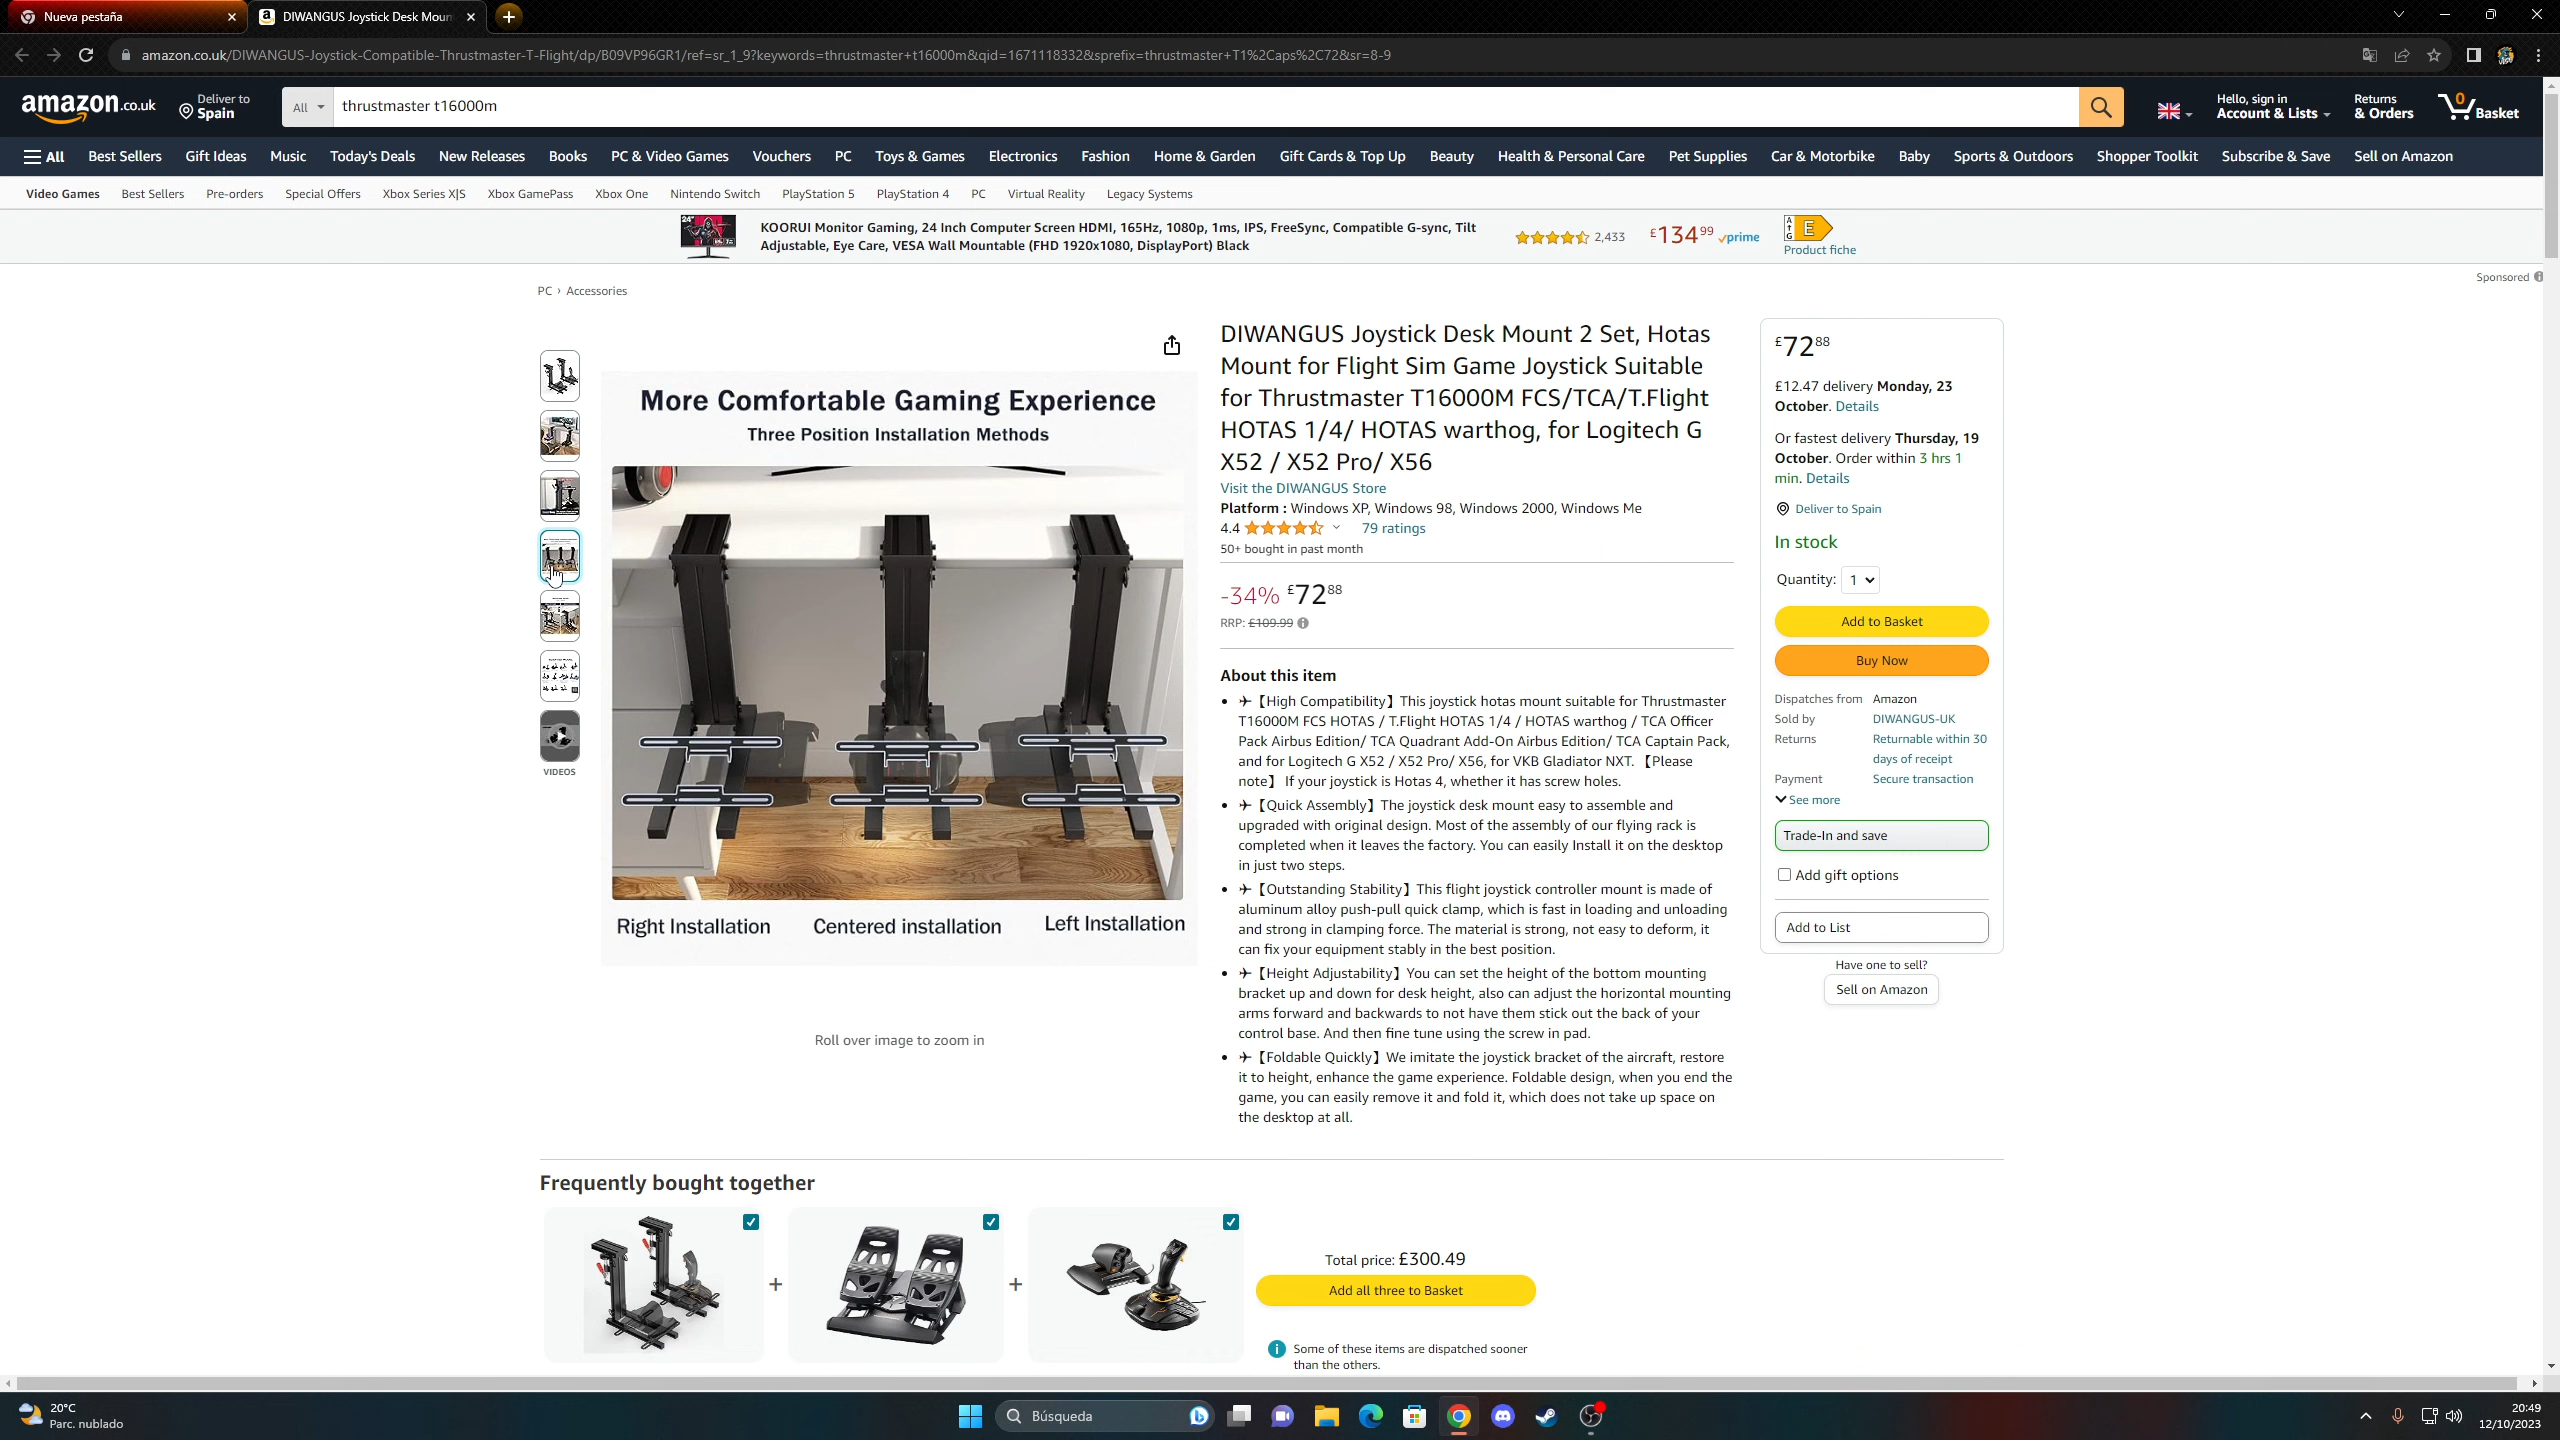 Nueva pestaña
DIWANGUS Joystick Desk Moun
amazon.co.uk/DIWANGUS-Joystick-Compatible-Thrustmaster-T-Flight/dp/B09VP96GR1/ref=sr_1_9?keywords=thrustmaster+t16000m&qid=1671118332&sprefix=thrustmaster+T1%2Caps%2C72&sr=8-9
amazon.co.uk
Deliver to
Spain
All
thrustmaster t16000m
Hello, sign in
Account & Lists
Returns
& Orders
0
Basket
All Best Sellers Gift Ideas Music Today's Deals New Releases Books PC & Video Games Vouchers PC Toys & Games Electronics Fashion Home & Garden Gift Cards & Top Up Beauty Health & Personal Care Pet Supplies Car & Motorbike Baby Sports & Outdoors Shopper Toolkit Subscribe & Save Sell on Amazon
Video Games Best Sellers Pre-orders Special Offers Xbox Series X|S Xbox GamePass Xbox One Nintendo Switch PlayStation 5 PlayStation 4 PC Virtual Reality Legacy Systems
KOORUI Monitor Gaming, 24 Inch Computer Screen HDMI, 165Hz, 1080p, 1ms, IPS, FreeSync, Compatible G-sync, Tilt
Adjustable, Eye Care, VESA Wall Mountable (FHD 1920x1080, DisplayPort) Black
2,433
£134.99 prime
E
Product fiche
Sponsored
PC › Accessories
More Comfortable Gaming Experience
Three Position Installation Methods
Right Installation
Centered installation
Left Installation
Roll over image to zoom in
VIDEOS
DIWANGUS Joystick Desk Mount 2 Set, Hotas
Mount for Flight Sim Game Joystick Suitable
for Thrustmaster T16000M FCS/TCA/T.Flight
HOTAS 1/4/ HOTAS warthog, for Logitech G
X52 / X52 Pro/ X56
Visit the DIWANGUS Store
Platform : Windows XP, Windows 98, Windows 2000, Windows Me
4.4
79 ratings
50+ bought in past month
-34% £72.88
RRP: £109.99
About this item
• ✈【High Compatibility】This joystick hotas mount suitable for Thrustmaster
T16000M FCS HOTAS / T.Flight HOTAS 1/4 / HOTAS warthog / TCA Officer
Pack Airbus Edition/ TCA Quadrant Add-On Airbus Edition/ TCA Captain Pack,
and for Logitech G X52 / X52 Pro/ X56, for VKB Gladiator NXT.【Please
note】 If your joystick is Hotas 4, whether it has screw holes.
• ✈【Quick Assembly】The joystick desk mount easy to assemble and
upgraded with original design. Most of the assembly of our flying rack is
completed when it leaves the factory. You can easily Install it on the desktop
in just two steps.
• ✈【Outstanding Stability】This flight joystick controller mount is made of
aluminum alloy push-pull quick clamp, which is fast in loading and unloading
and strong in clamping force. The material is strong, not easy to deform, it
can fix your equipment stably in the best position.
• ✈【Height Adjustability】You can set the height of the bottom mounting
bracket up and down for desk height, also can adjust the horizontal mounting
arms forward and backwards to not have them stick out the back of your
control base. And then fine tune using the screw in pad.
• ✈【Foldable Quickly】We imitate the joystick bracket of the aircraft, restore
it to height, enhance the game experience. Foldable design, when you end the
game, you can easily remove it and fold it, which does not take up space on
the desktop at all.
£72.88
£12.47 delivery Monday, 23
October. Details
Or fastest delivery Thursday, 19
October. Order within 3 hrs 1
min. Details
Deliver to Spain
In stock
Quantity: 1
Add to Basket
Buy Now
Dispatches from Amazon
Sold by DIWANGUS-UK
Returns Returnable within 30
days of receipt
Payment Secure transaction
See more
Trade-In and save
Add gift options
Add to List
Have one to sell?
Sell on Amazon
Frequently bought together
+
+
Total price: £300.49
Add all three to Basket
Some of these items are dispatched sooner
than the others.
20°C
Parc. nublado
Búsqueda
20:49
12/10/2023